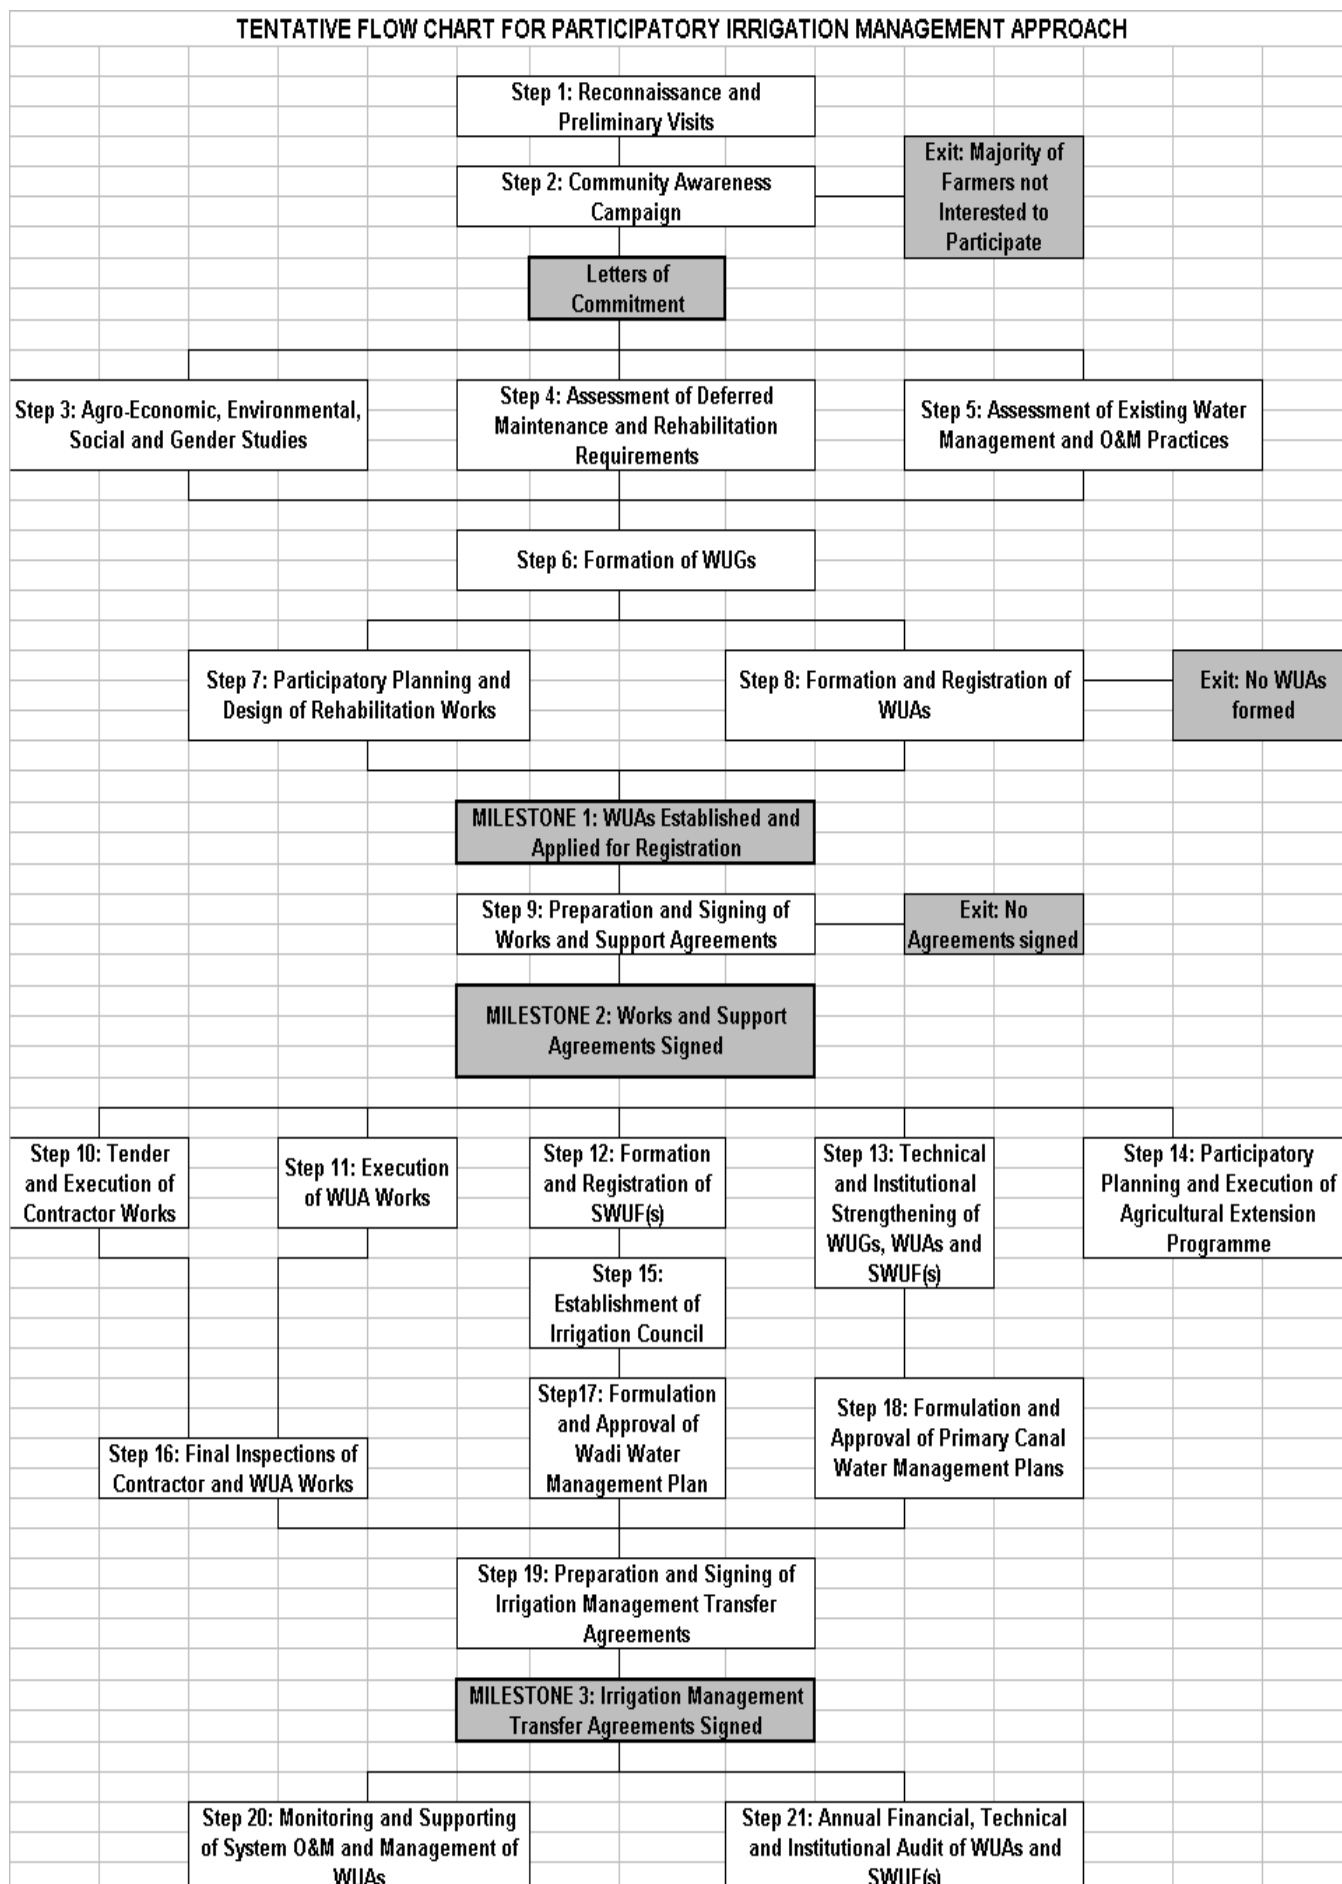 TENTATIVE FLOW CHART FOR PARTICIPATORY IRRIGATION MANAGEMENT APPROACH
Step 1: Reconnaissance and
Preliminary Visits
Step 2: Community Awareness
Campaign
Exit: Majority of
Farmers not
Interested to
Participate
Letters of
Commitment
Step 3: Agro-Economic, Environmental,
Social and Gender Studies
Step 4: Assessment of Deferred
Maintenance and Rehabilitation
Requirements
Step 5: Assessment of Existing Water
Management and O&M Practices
Step 6: Formation of WUGs
Step 7: Participatory Planning and
Design of Rehabilitation Works
Step 8: Formation and Registration of
WUAs
Exit: No WUAs
formed
MILESTONE 1: WUAs Established and
Applied for Registration
Step 9: Preparation and Signing of
Works and Support Agreements
Exit: No
Agreements signed
MILESTONE 2: Works and Support
Agreements Signed
Step 10: Tender
and Execution of
Contractor Works
Step 11: Execution
of WUA Works
Step 12: Formation
and Registration of
SWUF(s)
Step 13: Technical
and Institutional
Strengthening of
WUGs, WUAs and
SWUF(s)
Step 14: Participatory
Planning and Execution of
Agricultural Extension
Programme
Step 15:
Establishment of
Irrigation Council
Step 16: Final Inspections of
Contractor and WUA Works
Step17: Formulation
and Approval of
Wadi Water
Management Plan
Step 18: Formulation and
Approval of Primary Canal
Water Management Plans
Step 19: Preparation and Signing of
Irrigation Management Transfer
Agreements
MILESTONE 3: Irrigation Management
Transfer Agreements Signed
Step 20: Monitoring and Supporting
of System O&M and Management of
WUAs
Step 21: Annual Financial, Technical
and Institutional Audit of WUAs and
SWUF(s)